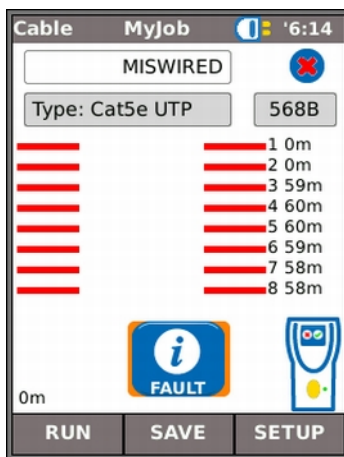 Cable MyJob '6:14
MISWIRED
Type: Cat5e UTP 568B
1 0m
2 0m
3 59m
4 60m
5 60m
6 59m
7 58m
8 58m
i
FAULT
0m
RUN SAVE SETUP